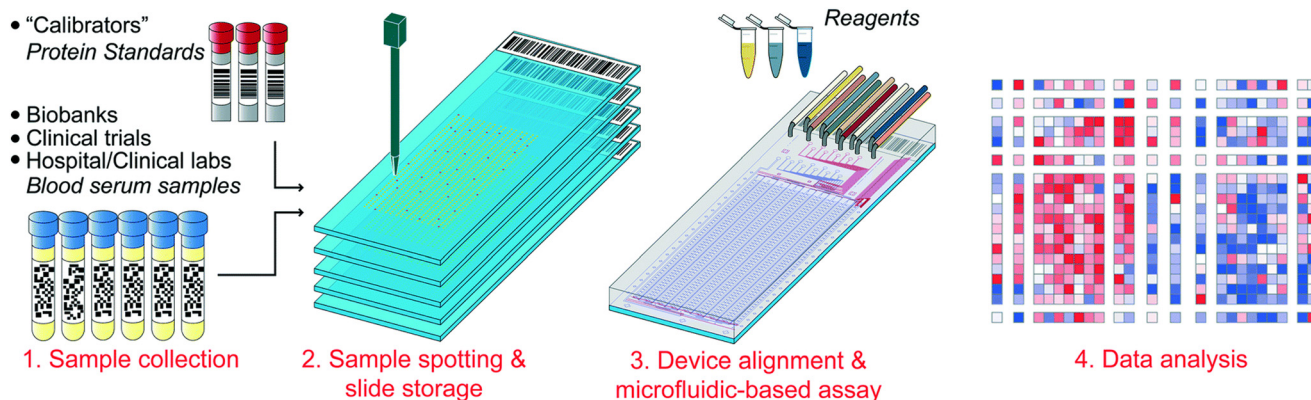 • “Calibrators”
Protein Standards
• Biobanks
• Clinical trials
• Hospital/Clinical labs
Blood serum samples
Reagents
1. Sample collection
2. Sample spotting &
slide storage
3. Device alignment &
microfluidic-based assay
4. Data analysis